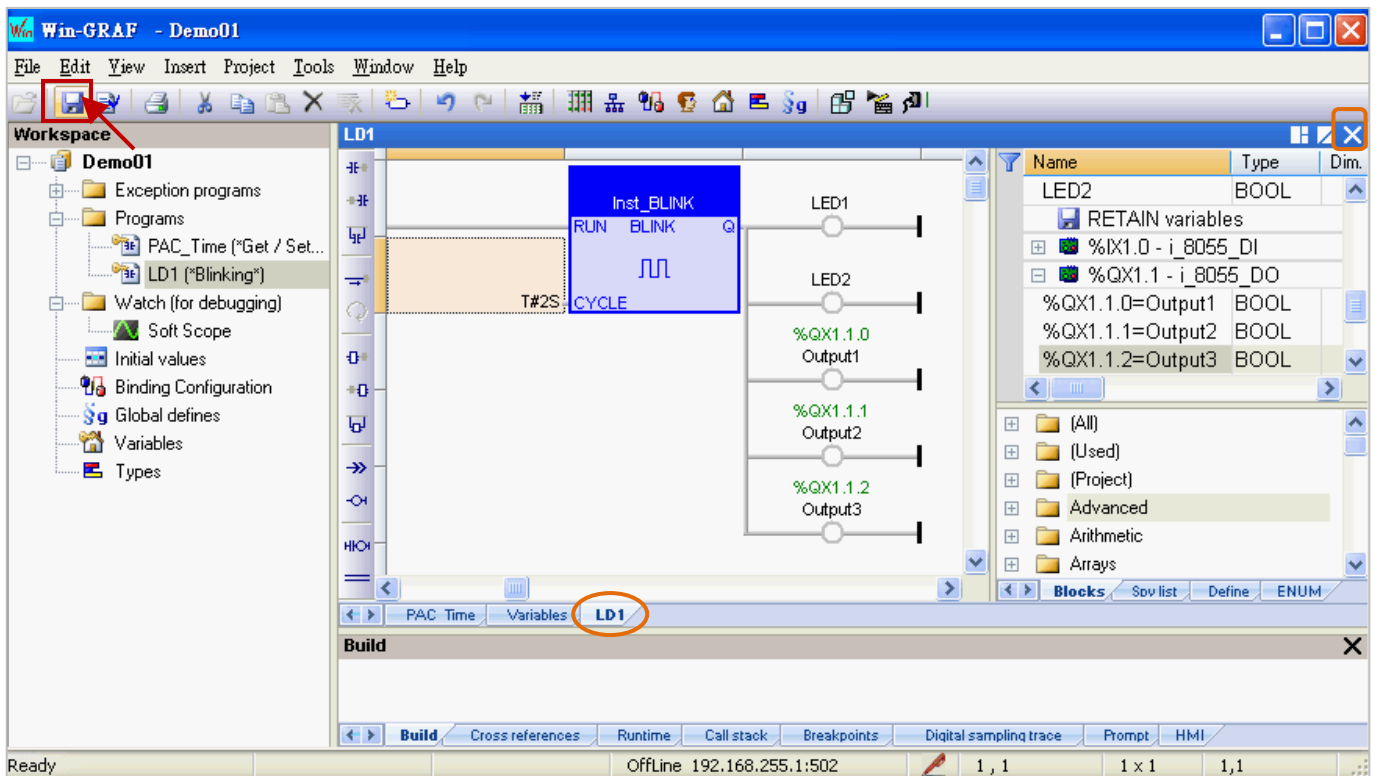 Win-GRAF - Demo01
File Edit View Insert Project Tools Window Help
Workspace
Demo01
Exception programs
Programs
PAC_Time (*Get / Set...
LD1 (*Blinking*)
Watch (for debugging)
Soft Scope
Initial values
Binding Configuration
Global defines
Variables
Types
LD1
Inst_BLINK
RUN BLINK Q
T#2S CYCLE
LED1
LED2
%QX1.1.0
Output1
%QX1.1.1
Output2
%QX1.1.2
Output3
Name Type Dim.
LED2 BOOL
RETAIN variables
%IX1.0 - i_8055_DI
%QX1.1 - i_8055_DO
%QX1.1.0=Output1 BOOL
%QX1.1.1=Output2 BOOL
%QX1.1.2=Output3 BOOL
(All)
(Used)
(Project)
Advanced
Arithmetic
Arrays
Blocks Spy list Define ENUM
PAC_Time Variables LD1
Build
Build Cross references Runtime Call stack Breakpoints Digital sampling trace Prompt HMI
Ready OffLine 192.168.255.1:502 1 , 1 1 x 1 1,1